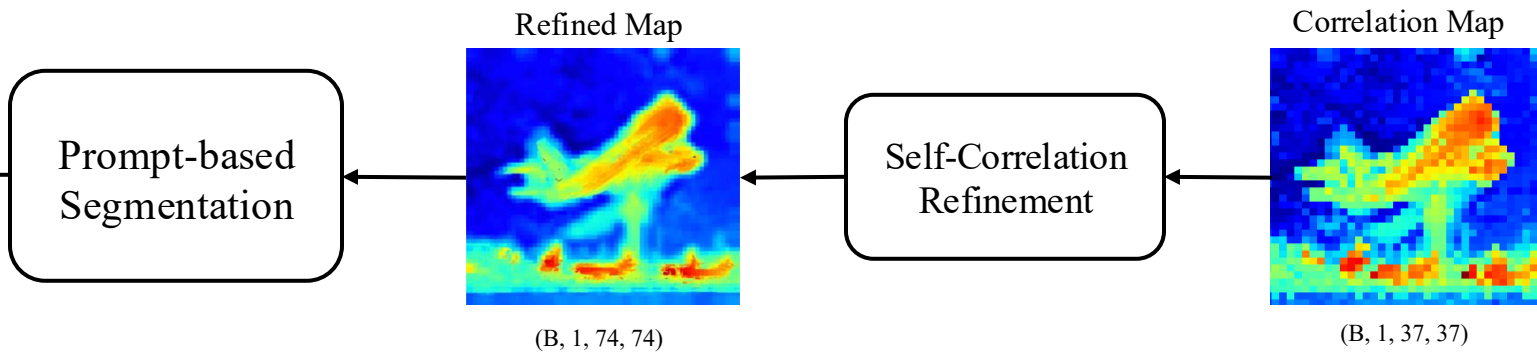 Refined Map
Correlation Map
Prompt-based
Segmentation
Self-Correlation
Refinement
(B, 1, 74, 74)
(B, 1, 37, 37)